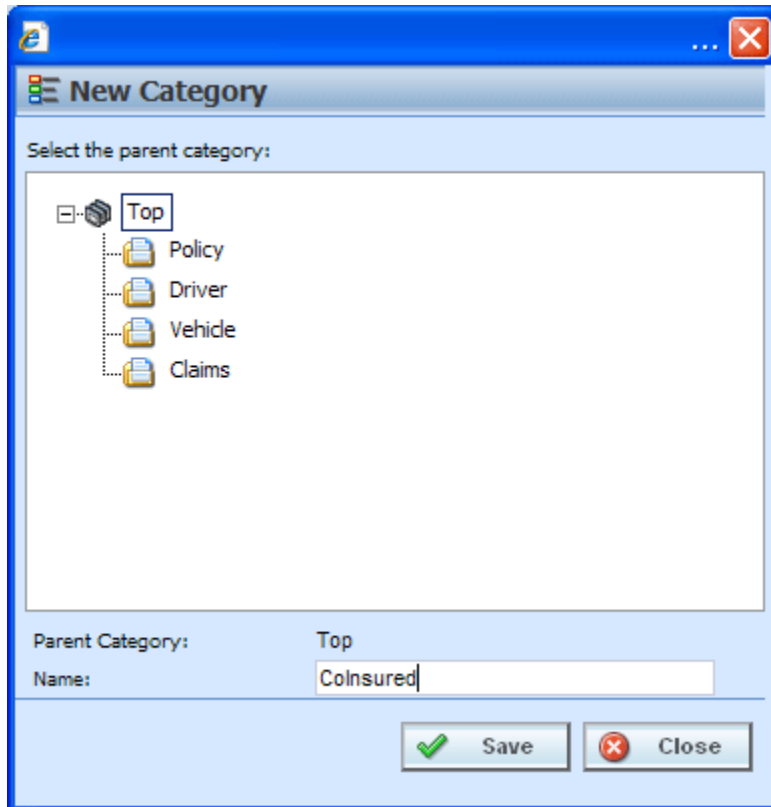 ...
New Category
Select the parent category:
Top
Policy
Driver
Vehicle
Claims
Parent Category: Top
Name: CoInsured
Save Close